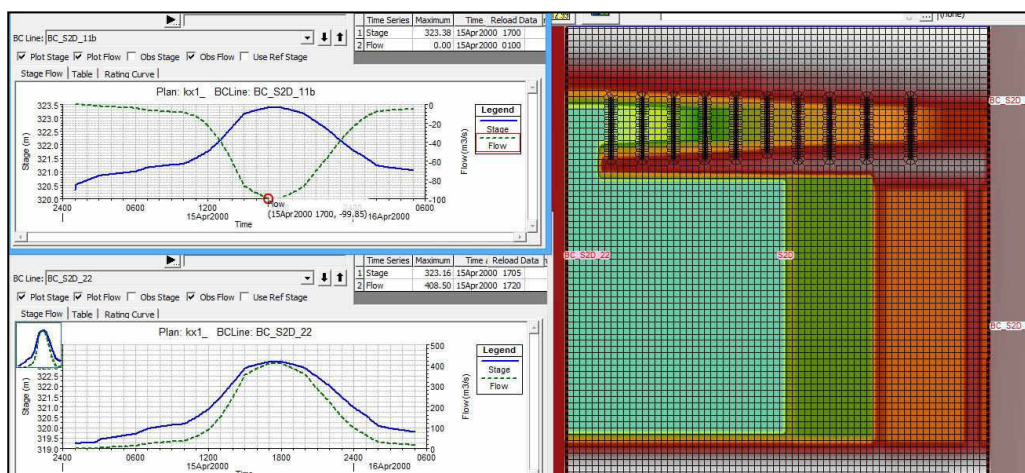 Time Series Maximum Time Reload Data
1 Stage 323.38 15Apr2000 1700
2 Flow 0.00 15Apr2000 0100
BC Line: BC_S2D_11b
Plot Stage Plot Flow Obs Stage Obs Flow Use Ref Stage
Stage Flow Table Rating Curve
Plan: kx1_ BCLine: BC_S2D_11b
Legend
Stage
Flow
Stage (m)
323.5
323.0
322.5
322.0
321.5
321.0
320.5
320.0
Flow (m3/s)
0
-20
-40
-60
-80
-100
Flow
(15Apr2000 1700, -99.85)
2400 0600 1200 1800 2400 0600
15Apr2000 16Apr2000
Time
Time Series Maximum Time Reload Data
1 Stage 323.16 15Apr2000 1705
2 Flow 408.50 15Apr2000 1720
BC Line: BC_S2D_22
Plot Stage Plot Flow Obs Stage Obs Flow Use Ref Stage
Stage Flow Table Rating Curve
Plan: kx1_ BCLine: BC_S2D_22
Legend
Stage
Flow
Stage (m)
322.5
322.0
321.5
321.0
320.5
320.0
319.5
319.0
Flow (m3/s)
500
400
300
200
100
0
2400 0600 1200 1800 2400 0600
15Apr2000 16Apr2000
Time
(none)
BC_S2D
BC_S2D_22
S2D
BC_S2D